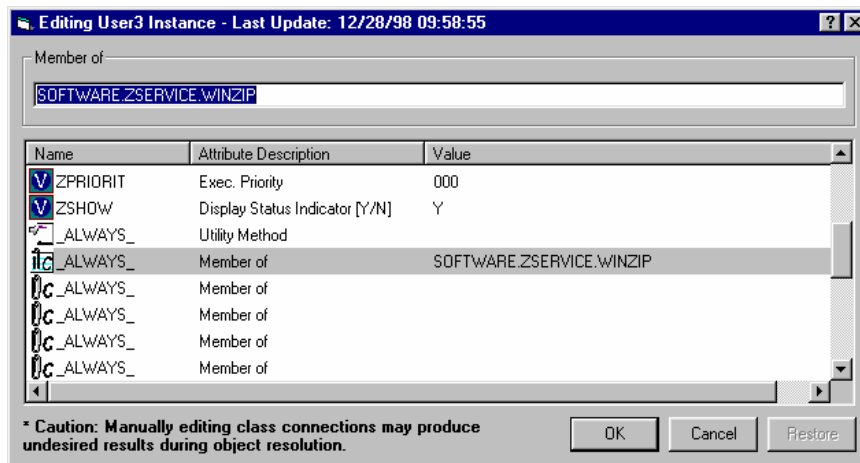 Editing User3 Instance - Last Update: 12/28/98 09:58:55
Member of
SOFTWARE.ZSERVICE.WINZIP
Name Attribute Description Value
V ZPRIORIT Exec. Priority 000
V ZSHOW Display Status Indicator [Y/N] Y
_ALWAYS_ Utility Method
_ALWAYS_ Member of SOFTWARE.ZSERVICE.WINZIP
_ALWAYS_ Member of
_ALWAYS_ Member of
_ALWAYS_ Member of
_ALWAYS_ Member of
* Caution: Manually editing class connections may produce
undesired results during object resolution.
OK Cancel Restore